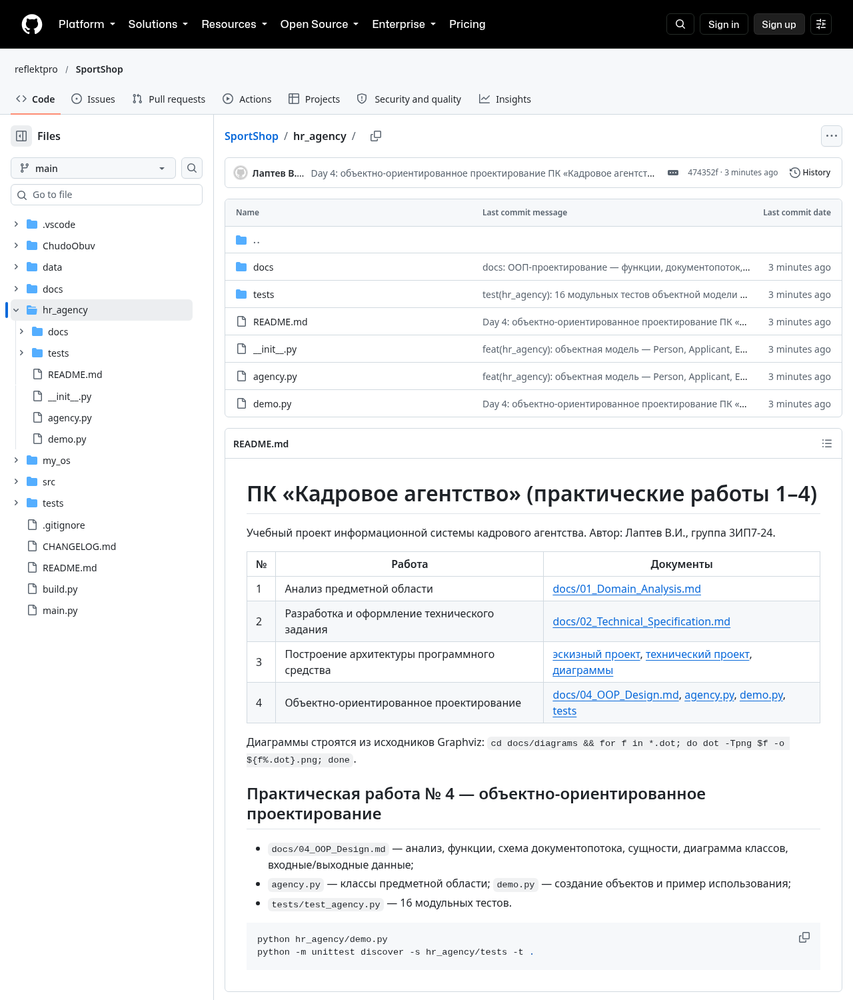 Platform Solutions Resources Open Source Enterprise Pricing Sign in Sign up
reflektpro / SportShop
Code Issues Pull requests Actions Projects Security and quality Insights
Files
main
Go to file
.vscode
ChudoObuv
data
docs
hr_agency
docs
tests
README.md
__init__.py
agency.py
demo.py
my_os
src
tests
.gitignore
CHANGELOG.md
README.md
build.py
main.py
SportShop / hr_agency /
Лаптев В.... Day 4: объектно-ориентированное проектирование ПК «Кадровое агентст... 474352f · 3 minutes ago History
Name Last commit message Last commit date
..
docs docs: ООП-проектирование — функции, документопоток,... 3 minutes ago
tests test(hr_agency): 16 модульных тестов объектной модели ... 3 minutes ago
README.md Day 4: объектно-ориентированное проектирование ПК «... 3 minutes ago
__init__.py feat(hr_agency): объектная модель — Person, Applicant, E... 3 minutes ago
agency.py feat(hr_agency): объектная модель — Person, Applicant, E... 3 minutes ago
demo.py Day 4: объектно-ориентированное проектирование ПК «... 3 minutes ago
README.md
ПК «Кадровое агентство» (практические работы 1–4)
Учебный проект информационной системы кадрового агентства. Автор: Лаптев В.И., группа ЗИП7-24.
№ Работа Документы
1 Анализ предметной области docs/01_Domain_Analysis.md
2 Разработка и оформление технического
задания docs/02_Technical_Specification.md
3 Построение архитектуры программного
средства эскизный проект, технический проект,
диаграммы
4 Объектно-ориентированное проектирование docs/04_OOP_Design.md, agency.py, demo.py,
tests
Диаграммы строятся из исходников Graphviz: cd docs/diagrams && for f in *.dot; do dot -Tpng $f -o
${f%.dot}.png; done.
Практическая работа № 4 — объектно-ориентированное
проектирование
docs/04_OOP_Design.md — анализ, функции, схема документопотока, сущности, диаграмма классов,
входные/выходные данные;
agency.py — классы предметной области; demo.py — создание объектов и пример использования;
tests/test_agency.py — 16 модульных тестов.
python hr_agency/demo.py
python -m unittest discover -s hr_agency/tests -t .